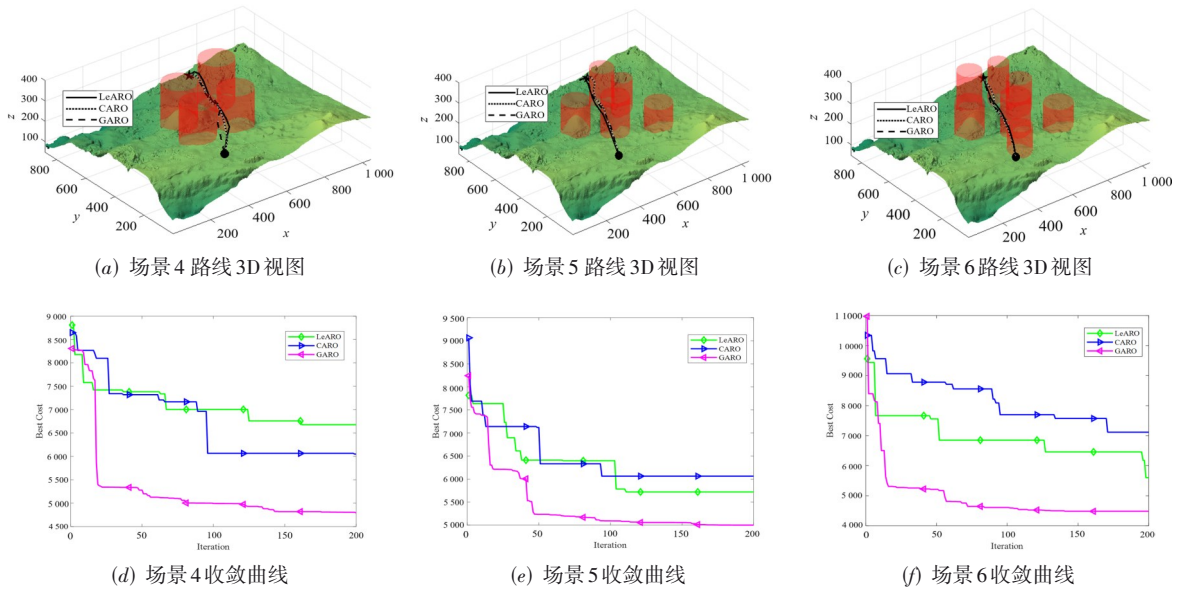 400
300
200
100
z
LeARO
CARO
GARO
800
600
400
200
y
200
400
600
800
1 000
x
(a) 场景4路线3D视图
400
300
200
100
z
LeARO
CARO
GARO
800
600
400
200
y
200
400
600
800
1 000
x
(b) 场景5路线3D视图
400
300
200
100
z
LeARO
CARO
GARO
800
600
400
200
y
200
400
600
800
1 000
x
(c) 场景6路线3D视图
9 000
8 500
8 000
7 500
7 000
6 500
6 000
5 500
5 000
4 500
Best Cost
LeARO
CARO
GARO
0 50 100 150 200
Iteration
(d) 场景4收敛曲线
9 500
9 000
8 500
8 000
7 500
7 000
6 500
6 000
5 500
5 000
Best Cost
LeARO
CARO
GARO
0 50 100 150 200
Iteration
(e) 场景5收敛曲线
1 1000
10 000
9 000
8 000
7 000
6 000
5 000
4 000
Best Cost
LeARO
CARO
GARO
0 50 100 150 200
Iteration
(f) 场景6收敛曲线